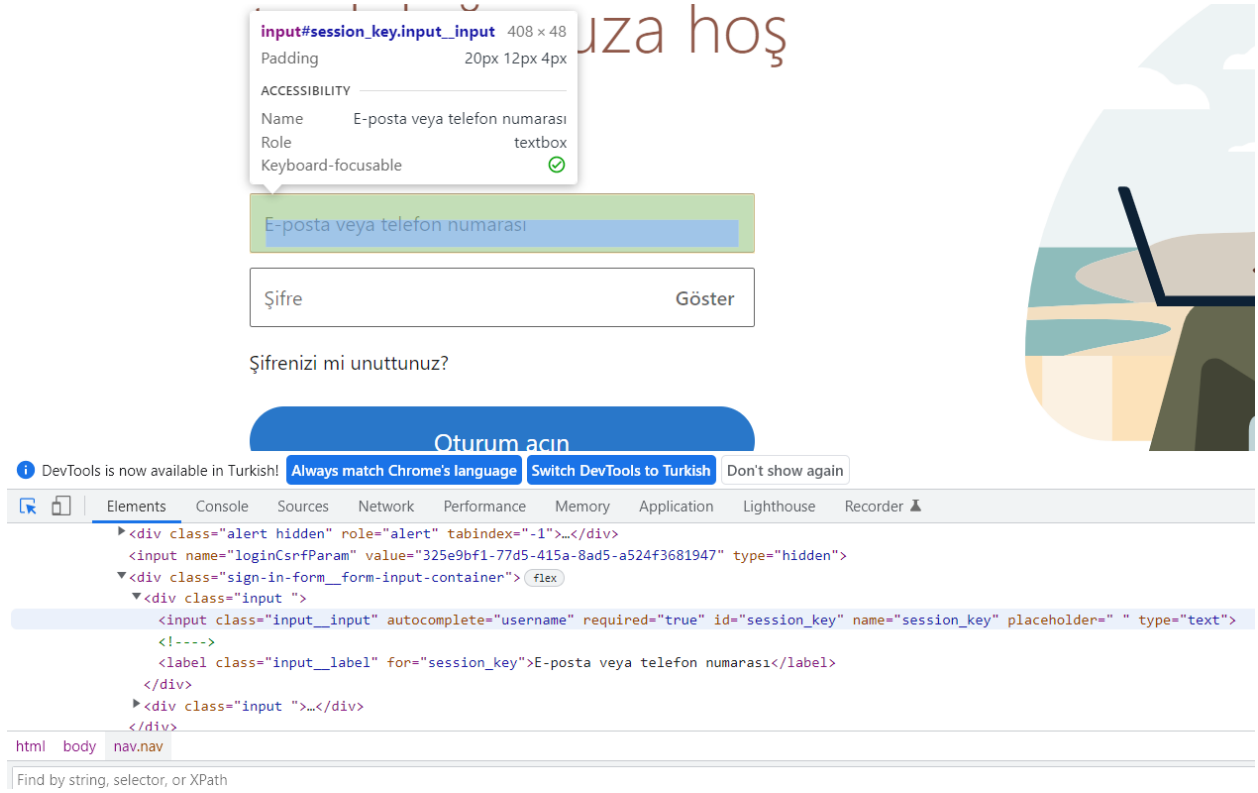 uza hoş
input#session_key.input__input 408 × 48
Padding 20px 12px 4px
ACCESSIBILITY
Name E-posta veya telefon numarası
Role textbox
Keyboard-focusable
E-posta veya telefon numarası
Şifre Göster
Şifrenizi mi unuttunuz?
Oturum açın
DevTools is now available in Turkish! Always match Chrome's language Switch DevTools to Turkish Don't show again
Elements Console Sources Network Performance Memory Application Lighthouse Recorder
<div class="alert hidden" role="alert" tabindex="-1">…</div>
<input name="loginCsrfParam" value="325e9bf1-77d5-415a-8ad5-a524f3681947" type="hidden">
<div class="sign-in-form__form-input-container"> flex
<div class="input ">
<input class="input__input" autocomplete="username" required="true" id="session_key" name="session_key" placeholder=" " type="text">
<!---->
<label class="input__label" for="session_key">E-posta veya telefon numarası</label>
</div>
<div class="input ">…</div>
</div>
html body nav.nav
Find by string, selector, or XPath